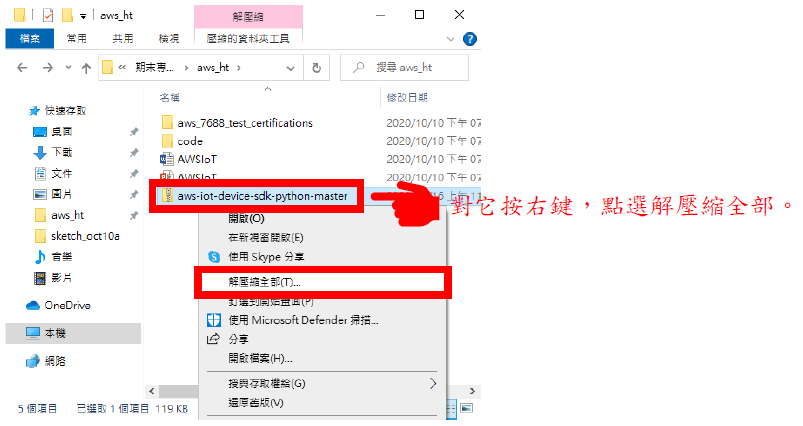 aws_ht
解壓縮
檔案
常用
共用
檢視
壓縮的資料夾工具
期末專...
aws_ht
搜尋 aws_ht
名稱
修改日期
快速存取
桌面
下載
文件
圖片
aws_ht
sketch_oct10a
音樂
影片
OneDrive
本機
網路
aws_7688_test_certifications
2020/10/10 下午 07
code
2020/10/10 下午 07
AWSIoT
2020/10/10 下午 07
AWSIoT
2020/10/10 下午 07
aws-iot-device-sdk-python-master
對它按右鍵，點選解壓縮全部。
開啟(O)
在新視窗開啟(E)
使用 Skype 分享
解壓縮全部(T)...
釘選到開始畫面(P)
使用 Microsoft Defender 掃描...
分享
開啟檔案(H)...
授與存取權給(G)
還原舊版(V)
5 個項目
已選取 1 個項目 119 KB